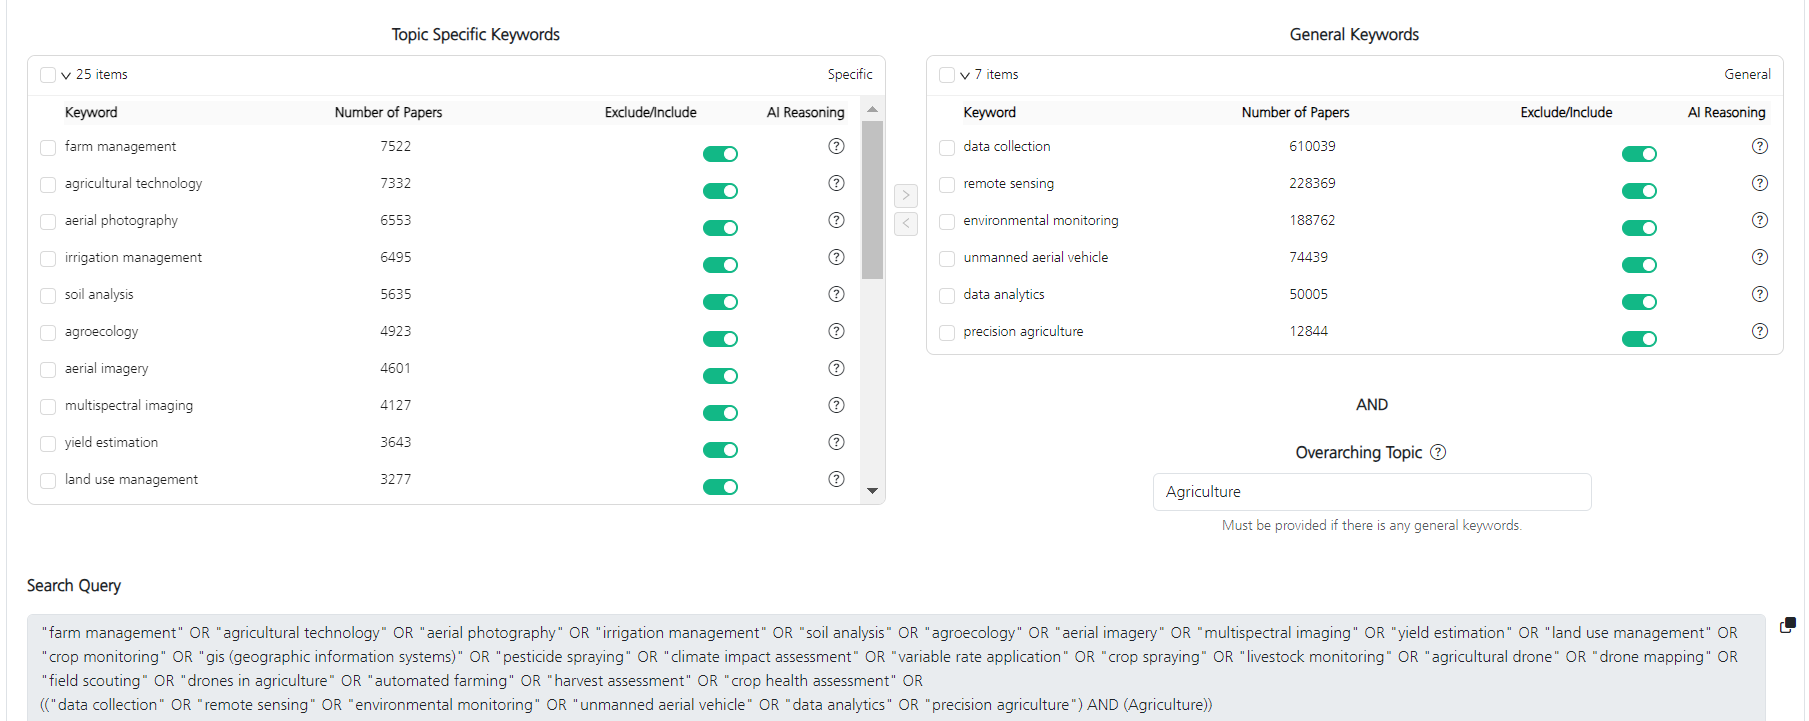 Topic Specific Keywords
25 items Specific
Keyword Number of Papers Exclude/Include AI Reasoning
farm management 7522
agricultural technology 7332
aerial photography 6553
irrigation management 6495
soil analysis 5635
agroecology 4923
aerial imagery 4601
multispectral imaging 4127
yield estimation 3643
land use management 3277
General Keywords
7 items General
Keyword Number of Papers Exclude/Include AI Reasoning
data collection 610039
remote sensing 228369
environmental monitoring 188762
unmanned aerial vehicle 74439
data analytics 50005
precision agriculture 12844
AND
Overarching Topic
Agriculture
Must be provided if there is any general keywords.
Search Query
"farm management" OR "agricultural technology" OR "aerial photography" OR "irrigation management" OR "soil analysis" OR "agroecology" OR "aerial imagery" OR "multispectral imaging" OR "yield estimation" OR "land use management" OR
"crop monitoring" OR "gis (geographic information systems)" OR "pesticide spraying" OR "climate impact assessment" OR "variable rate application" OR "crop spraying" OR "livestock monitoring" OR "agricultural drone" OR "drone mapping" OR
"field scouting" OR "drones in agriculture" OR "automated farming" OR "harvest assessment" OR "crop health assessment" OR
(("data collection" OR "remote sensing" OR "environmental monitoring" OR "unmanned aerial vehicle" OR "data analytics" OR "precision agriculture") AND (Agriculture))